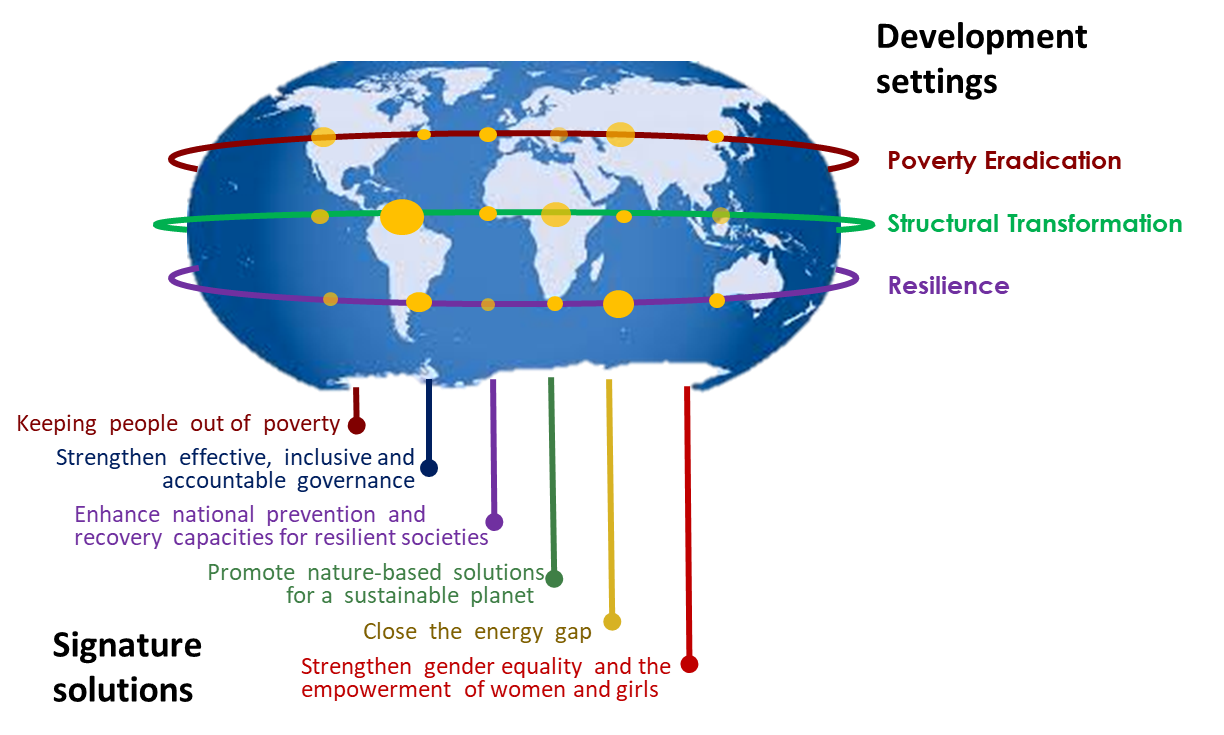 Development
settings
Poverty Eradication
Structural Transformation
Resilience
Keeping people out of poverty
Strengthen effective, inclusive and
accountable governance
Enhance national prevention and
recovery capacities for resilient societies
Promote nature-based solutions
for a sustainable planet
Close the energy gap
Strengthen gender equality and the
empowerment of women and girls
Signature
solutions